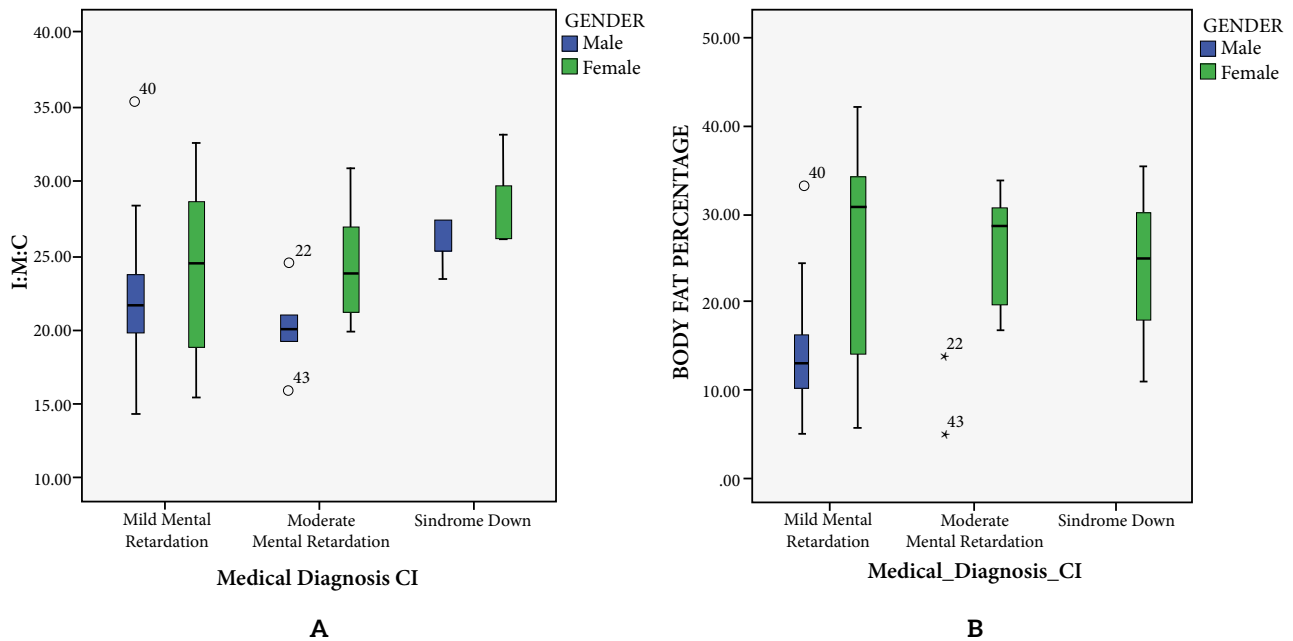 GENDER
Male
Female
40.00
35.00
30.00
25.00
20.00
15.00
10.00
I:M:C
40
22
43
Mild Mental
Retardation
Moderate
Mental Retardation
Sindrome Down
Medical Diagnosis CI
A
GENDER
Male
Female
50.00
40.00
30.00
20.00
10.00
.00
BODY FAT PERCENTAGE
40
22
43
Mild Mental
Retardation
Moderate
Mental Retardation
Sindrome Down
Medical_Diagnosis_CI
B